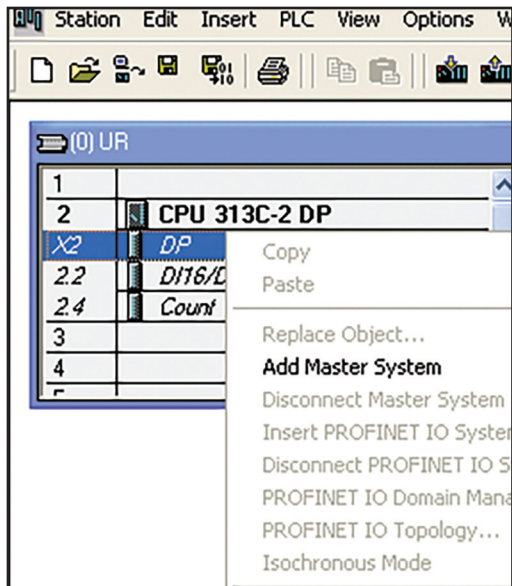 Station Edit Insert PLC View Options
(0) UR
1
2 CPU 313C-2 DP
X2 DP
2.2 DI16/D
2.4 Count
3
4
Copy
Paste
Replace Object...
Add Master System
Disconnect Master System
Insert PROFINET IO System
Disconnect PROFINET IO S
PROFINET IO Domain Mana
PROFINET IO Topology...
Isochronous Mode